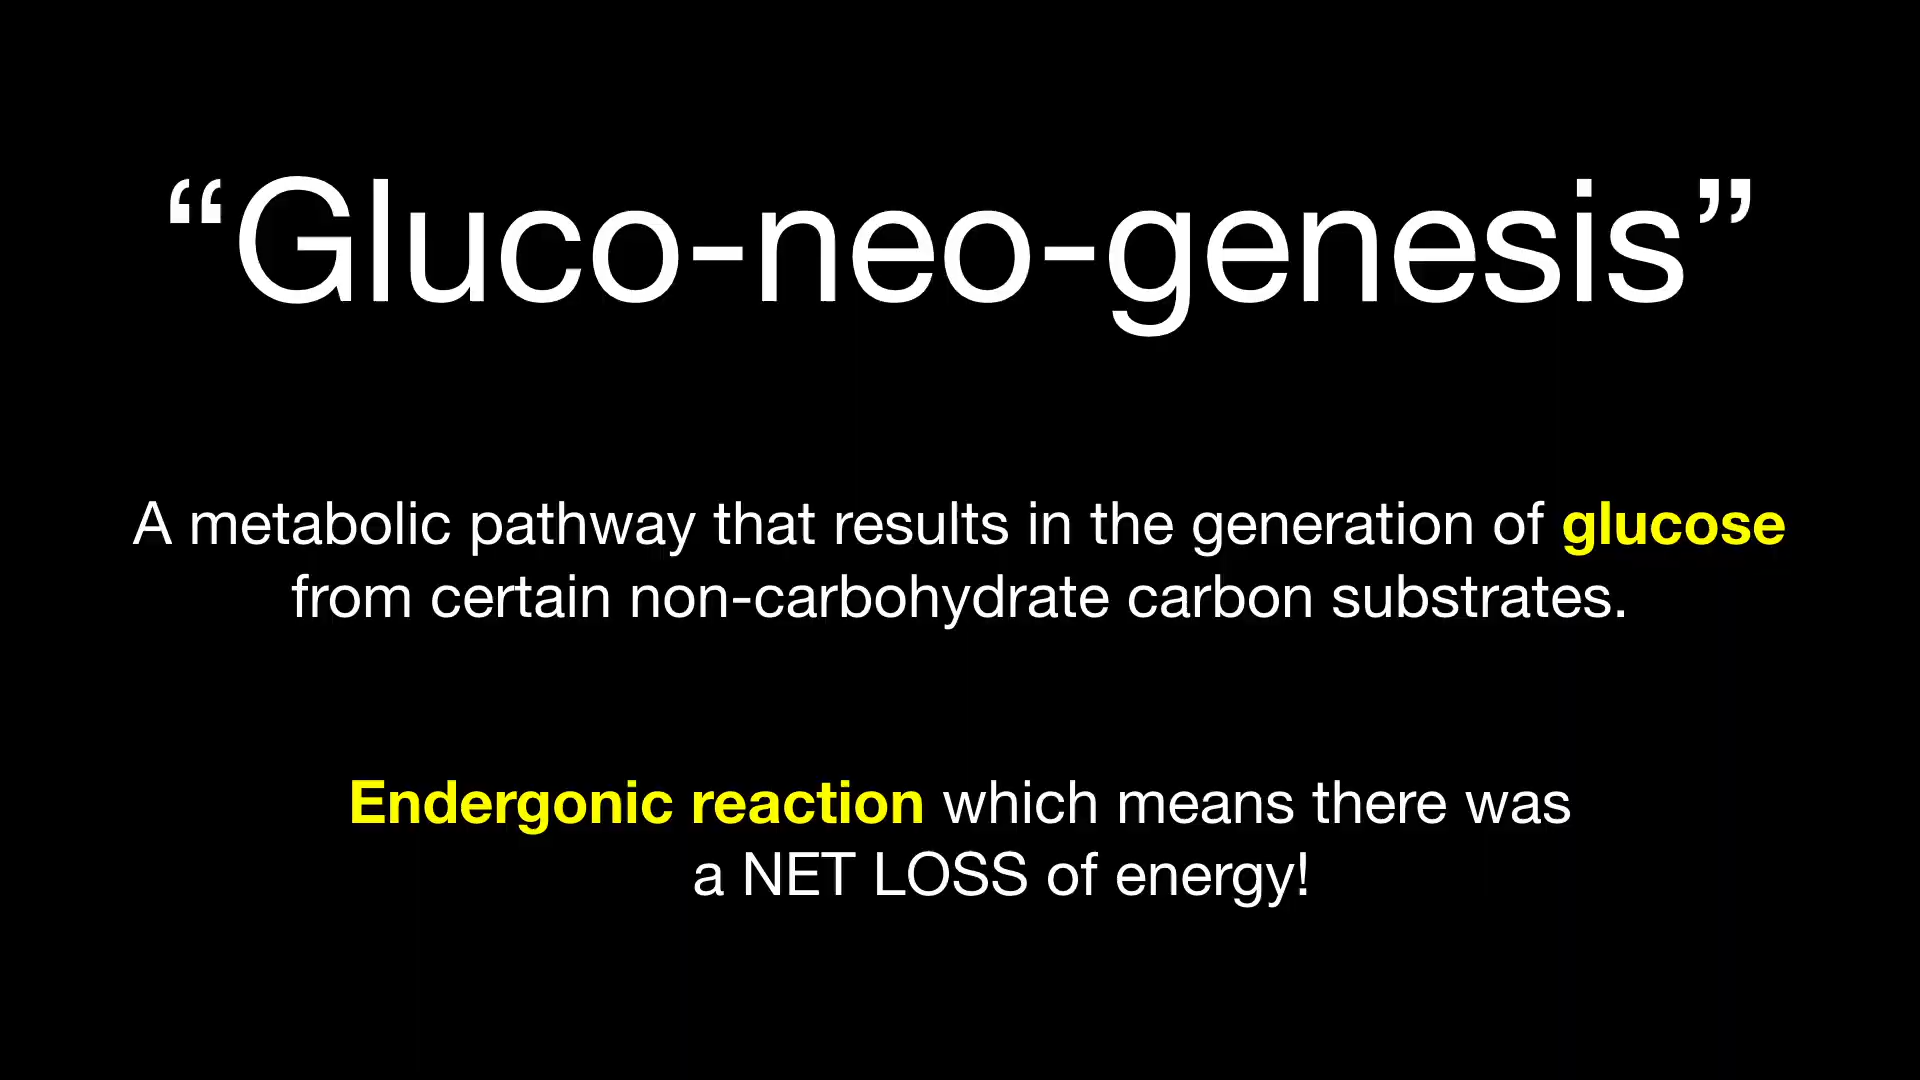 “Gluco-neo-genesis”
A metabolic pathway that results in the generation of glucose
from certain non-carbohydrate carbon substrates.
Endergonic reaction which means there was
a NET LOSS of energy!